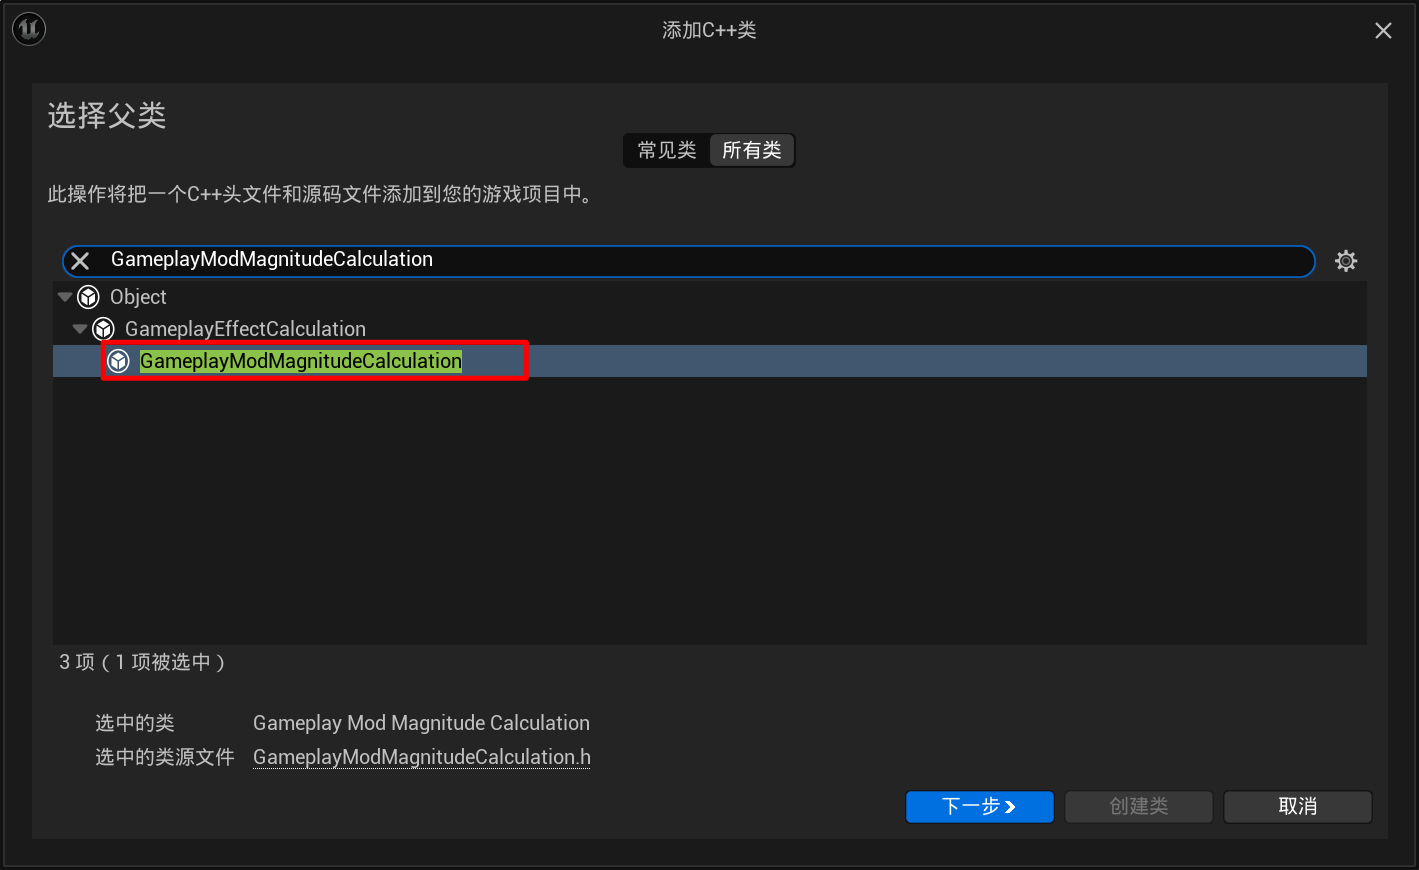 添加C++类
选择父类
常见类 所有类
此操作将把一个C++头文件和源码文件添加到您的游戏项目中。
GameplayModMagnitudeCalculation
Object
GameplayEffectCalculation
GameplayModMagnitudeCalculation
3 项（1 项被选中）
选中的类 Gameplay Mod Magnitude Calculation
选中的类源文件 GameplayModMagnitudeCalculation.h
下一步 创建类 取消